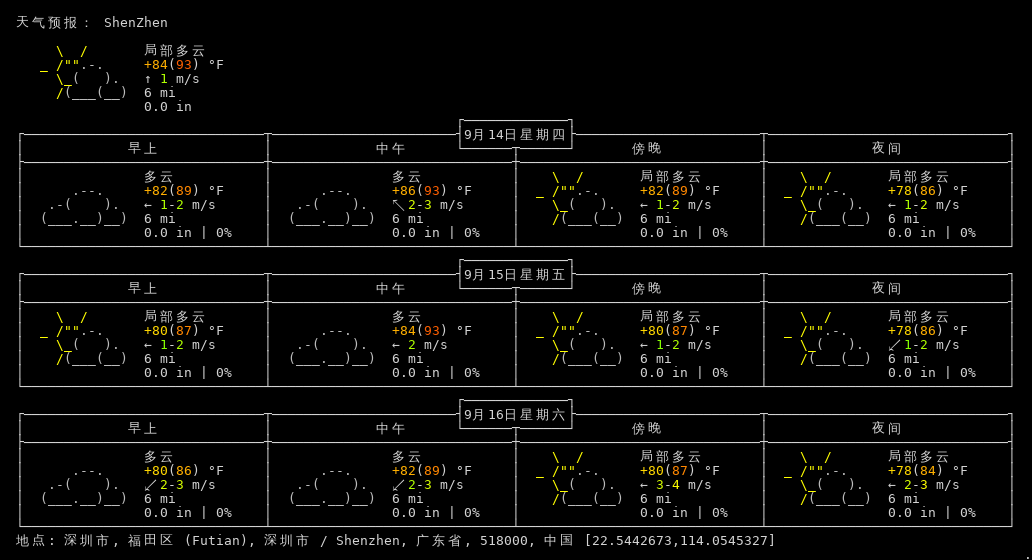 天气预报： ShenZhen
局部多云
+84(93) °F
↑ 1 m/s
6 mi
0.0 in
9月14日星期四
早上 中午 傍晚 夜间
多云 多云 局部多云 局部多云
+82(89) °F +86(93) °F +82(89) °F +78(86) °F
← 1-2 m/s ↖ 2-3 m/s ← 1-2 m/s ← 1-2 m/s
6 mi 6 mi 6 mi 6 mi
0.0 in | 0% 0.0 in | 0% 0.0 in | 0% 0.0 in | 0%
9月15日星期五
早上 中午 傍晚 夜间
局部多云 多云 局部多云 局部多云
+80(87) °F +84(93) °F +80(87) °F +78(86) °F
← 1-2 m/s ← 2 m/s ← 1-2 m/s ↙ 1-2 m/s
6 mi 6 mi 6 mi 6 mi
0.0 in | 0% 0.0 in | 0% 0.0 in | 0% 0.0 in | 0%
9月16日星期六
早上 中午 傍晚 夜间
多云 多云 局部多云 局部多云
+80(86) °F +82(89) °F +80(87) °F +78(84) °F
↙ 2-3 m/s ↙ 2-3 m/s ← 3-4 m/s ← 2-3 m/s
6 mi 6 mi 6 mi 6 mi
0.0 in | 0% 0.0 in | 0% 0.0 in | 0% 0.0 in | 0%
地点: 深圳市, 福田区 (Futian), 深圳市 / Shenzhen, 广东省, 518000, 中国 [22.5442673,114.0545327]